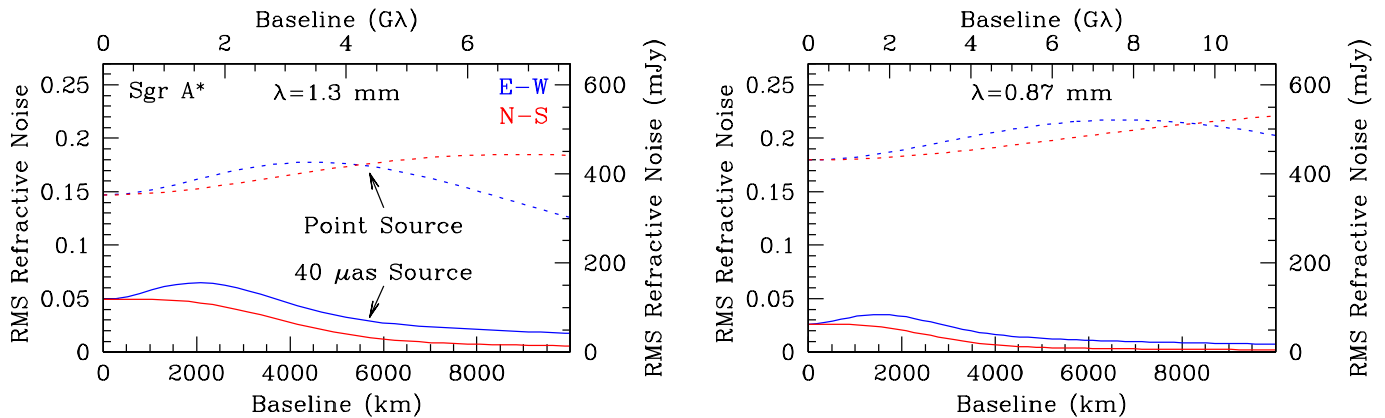 Baseline (Gλ)
0 2 4 6
RMS Refractive Noise
0.25
0.2
0.15
0.1
0.05
0
Sgr A*
λ=1.3 mm
E−W
N−S
Point Source
40 μas Source
600
400
200
0
RMS Refractive Noise (mJy)
0 2000 4000 6000 8000
Baseline (km)
Baseline (Gλ)
0 2 4 6 8 10
RMS Refractive Noise
0.25
0.2
0.15
0.1
0.05
0
λ=0.87 mm
600
400
200
0
RMS Refractive Noise (mJy)
0 2000 4000 6000 8000
Baseline (km)